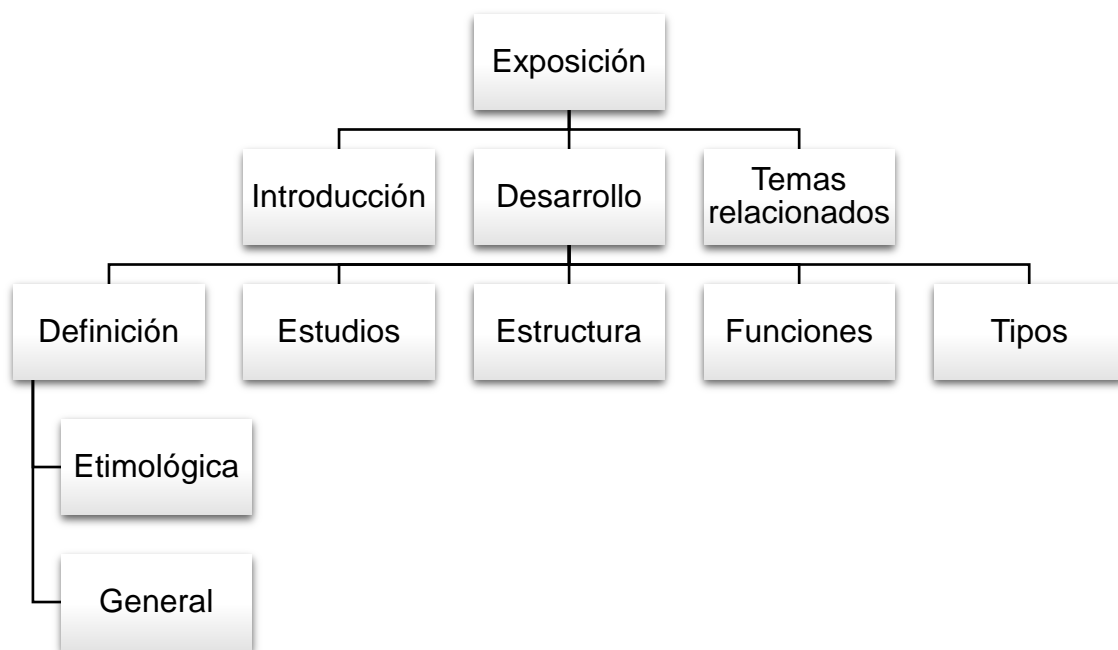 Exposición
Introducción
Desarrollo
Temas
relacionados
Definición
Estudios
Estructura
Funciones
Tipos
Etimológica
General